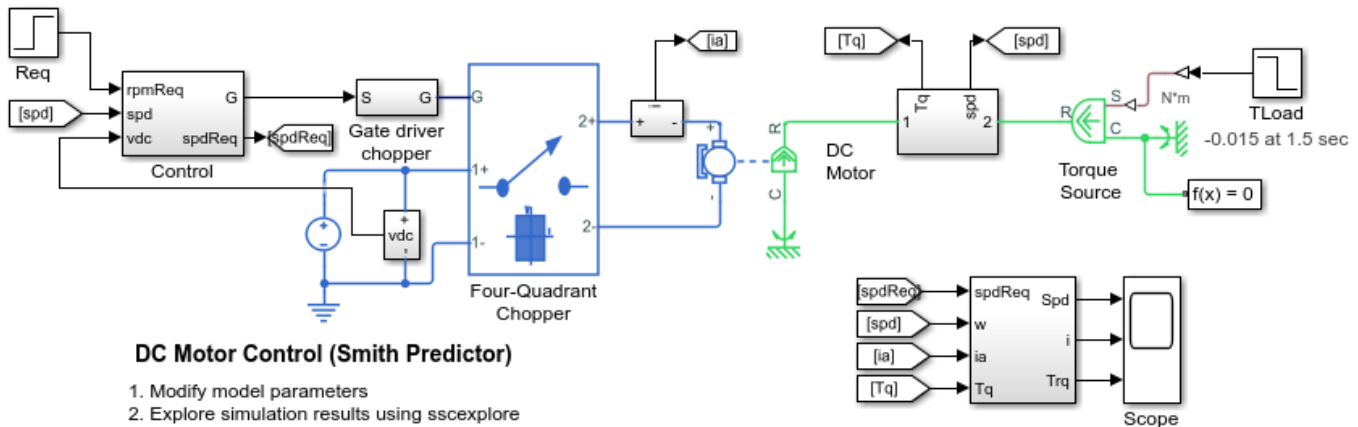 Req
[spd]
rpmReq
spd
vdc
G
spdReq
[spdReq]
Control
S
G
Gate driver
chopper
vdc
+
-
+
-
G
1+
1-
2+
2-
Four-Quadrant
Chopper
[ia]
i
+
-
+
-
R
C
[Tq]
[spd]
Tq
spd
1
2
DC
Motor
R
S
C
N*m
Torque
Source
TLoad
-0.015 at 1.5 sec
f(x) = 0
[spdReq]
[spd]
[ia]
[Tq]
spdReq
w
ia
Tq
Spd
i
Trq
Scope
DC Motor Control (Smith Predictor)
1. Modify model parameters
2. Explore simulation results using sscexplore